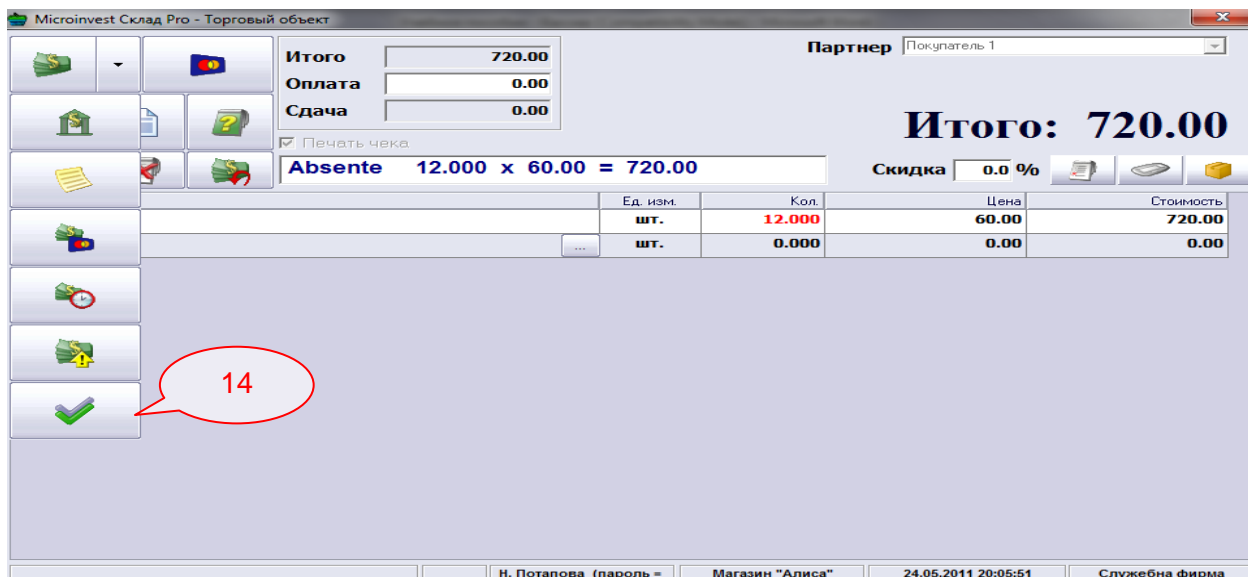 Microinvest Склад Pro - Торговый объект
Партнер Покупатель 1
Итого 720.00
Оплата 0.00
Сдача 0.00
Итого: 720.00
Печать чека
Absente 12.000 x 60.00 = 720.00
Скидка 0.0 %
Ед. изм. Кол. Цена Стоимость
шт. 12.000 60.00 720.00
... шт. 0.000 0.00 0.00
14
Н. Потапова (пароль = Магазин "Алиса" 24.05.2011 20:05:51 Служебна фирма